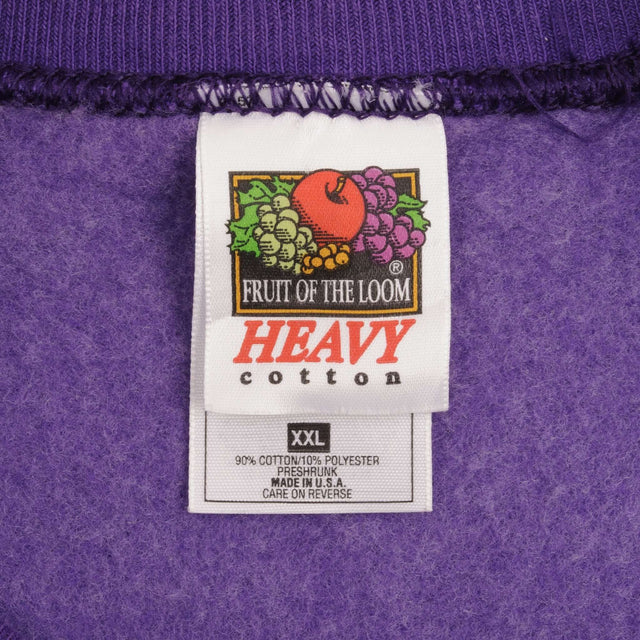 ®
FRUIT OF THE LOOM
HEAVY
cotton
XXL
90% COTTON/10% POLYESTER
PRESHRUNK
MADE IN U.S.A.
CARE ON REVERSE